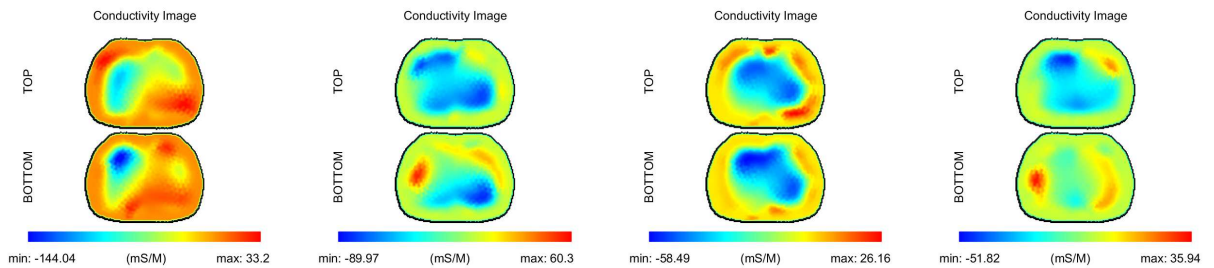 Conductivity Image
TOP
BOTTOM
min: -144.04 (mS/M) max: 33.2
Conductivity Image
TOP
BOTTOM
min: -89.97 (mS/M) max: 60.3
Conductivity Image
TOP
BOTTOM
min: -58.49 (mS/M) max: 26.16
Conductivity Image
TOP
BOTTOM
min: -51.82 (mS/M) max: 35.94